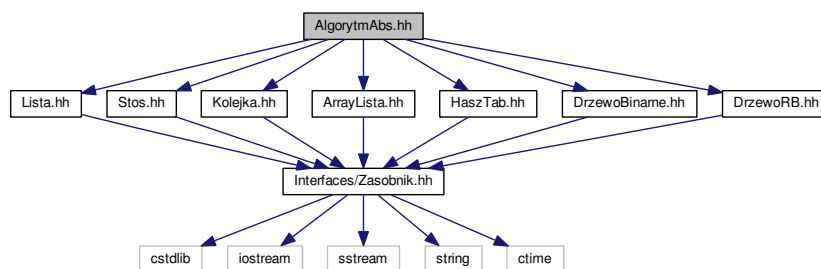 AlgorytmAbs.hh
Lista.hh
Stos.hh
Kolejka.hh
ArrayLista.hh
HaszTab.hh
DrzewoBinarne.hh
DrzewoRB.hh
Interfaces/Zasobnik.hh
cstdlib
iostream
sstream
string
ctime